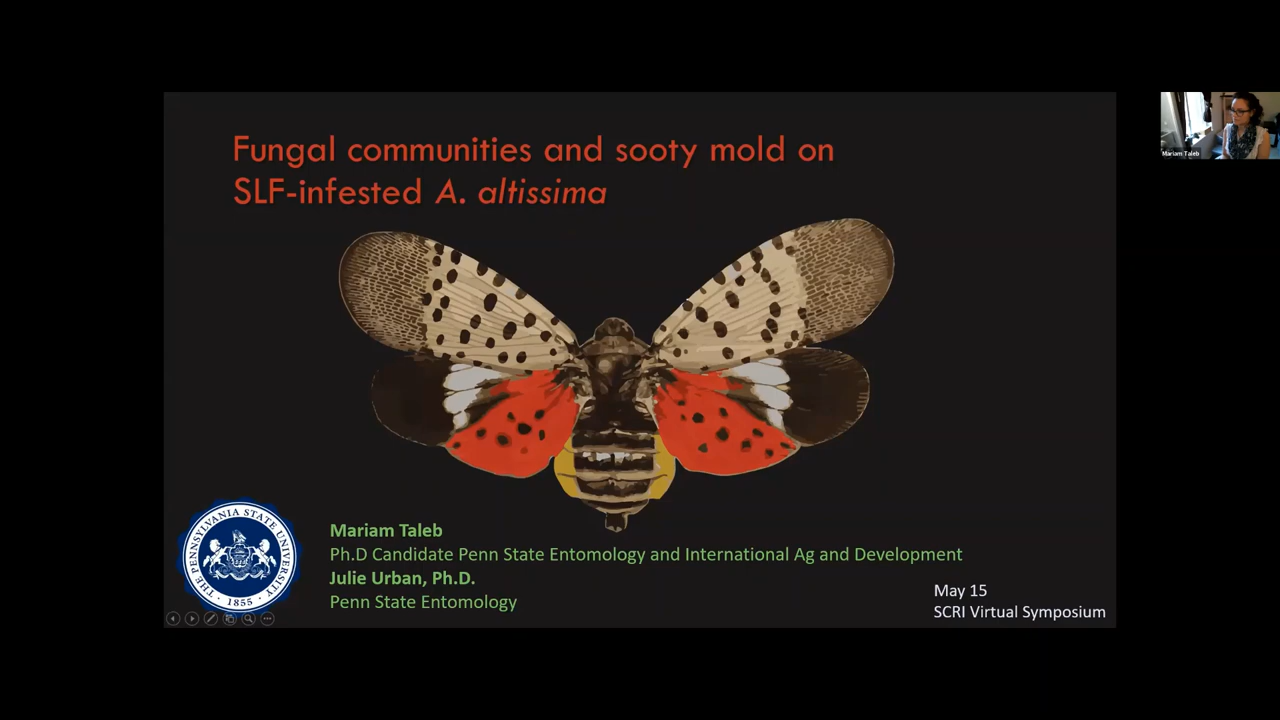 Fungal communities and sooty mold on
SLF-infested A. altissima
Mariam Taleb
THE PENNSYLVANIA STATE UNIVERSITY
1855
Mariam Taleb
Ph.D Candidate Penn State Entomology and International Ag and Development
Julie Urban, Ph.D.
Penn State Entomology
May 15
SCRI Virtual Symposium